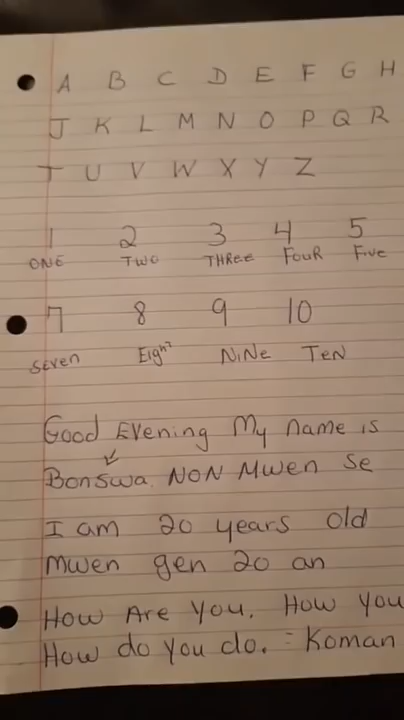 A B C D E F G H
J K L M N O P Q R
T U V W X Y Z
1 2 3 4 5
ONE TWO THREE FOUR FIVE
7 8 9 10
SEVEN Eight NINE TEN
Good Evening My name is
Bonswa. NON Mwen se
I am 20 years old
Mwen gen 20 an
How Are You. How you
How do you do. = Koman